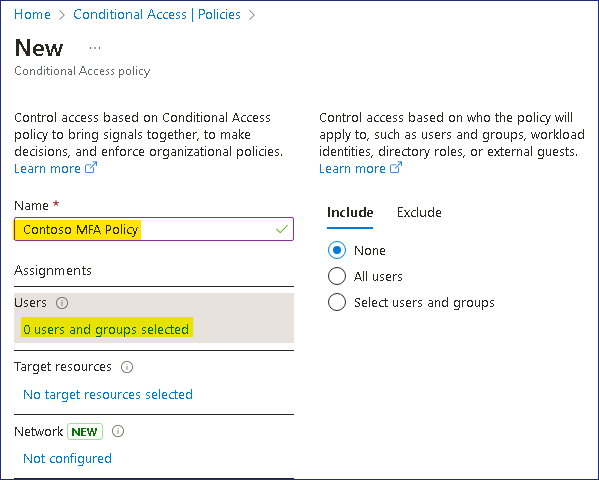 Home > Conditional Access | Policies >
New ...
Conditional Access policy
Control access based on Conditional Access
policy to bring signals together, to make
decisions, and enforce organizational policies.
Learn more
Name *
Contoso MFA Policy
Assignments
Users
0 users and groups selected
Target resources
No target resources selected
Network NEW
Not configured
Control access based on who the policy will
apply to, such as users and groups, workload
identities, directory roles, or external guests.
Learn more
Include Exclude
None
All users
Select users and groups